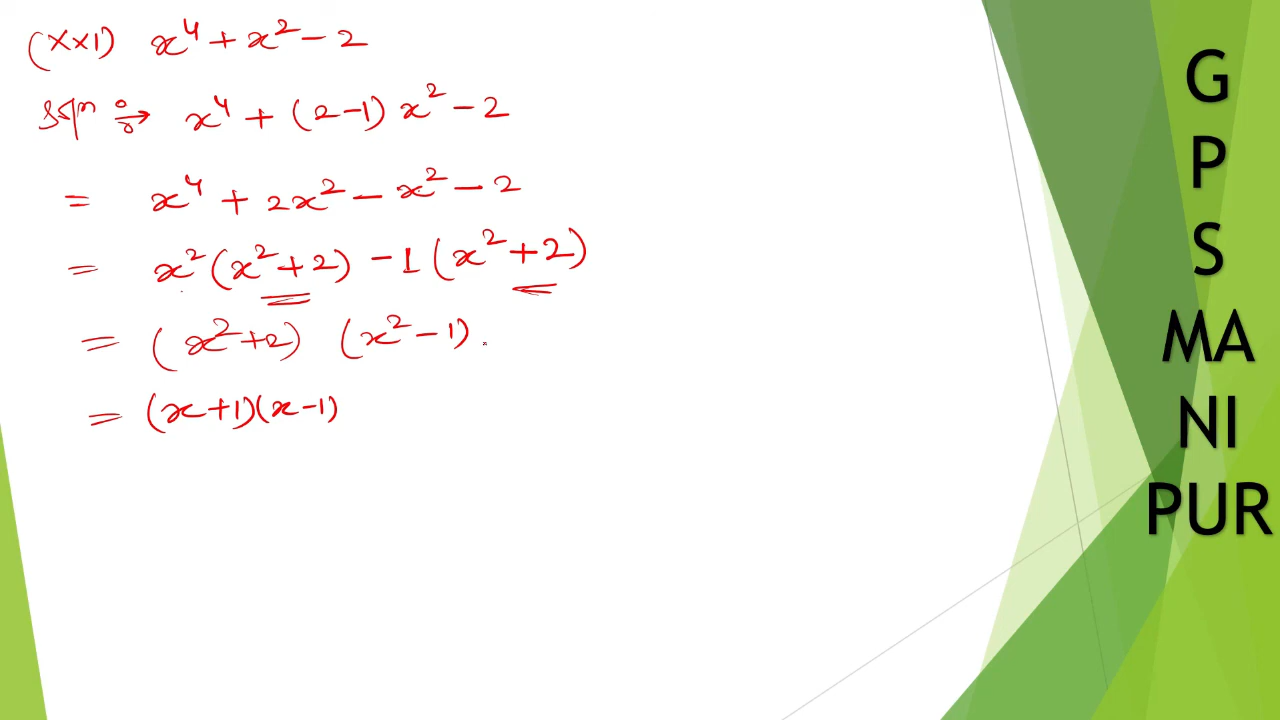 (xxi) x⁴ + x² - 2
Solⁿ ÷→ x⁴ + (2-1) x² - 2
= x⁴ + 2x² - x² - 2
= x² (x² + 2) - 1 (x² + 2)
= (x² + 2) (x² - 1)
= (x + 1)(x - 1)
G
P
S
MA
NI
PUR